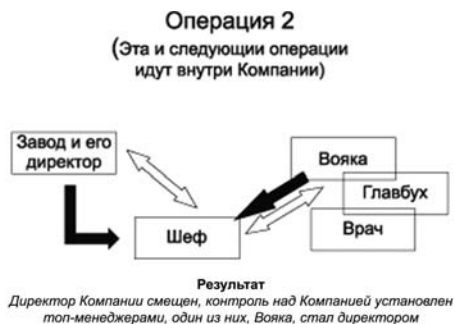 Операция 2
(Эта и следующии операции
идут внутри Компании)
Завод и его
директор
Вояка
Главбух
Врач
Шеф
Результат
Директор Компании смещен, контроль над Компанией установлен
топ-менеджерами, один из них, Вояка, стал директором